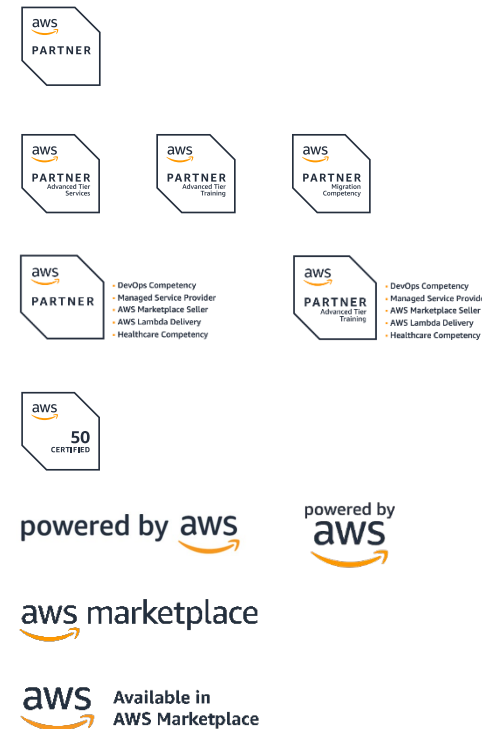 aws
PARTNER
aws
PARTNER
Advanced Tier
Services
aws
PARTNER
Advanced Tier
Training
aws
PARTNER
Migration
Competency
aws
PARTNER
• DevOps Competency
• Managed Service Provider
• AWS Marketplace Seller
• AWS Lambda Delivery
• Healthcare Competency
aws
PARTNER
Advanced Tier
Training
• DevOps Competency
• Managed Service Provide
• AWS Marketplace Seller
• AWS Lambda Delivery
• Healthcare Competency
aws
50
CERTIFIED
powered by aws
powered by
aws
aws marketplace
aws
Available in
AWS Marketplace